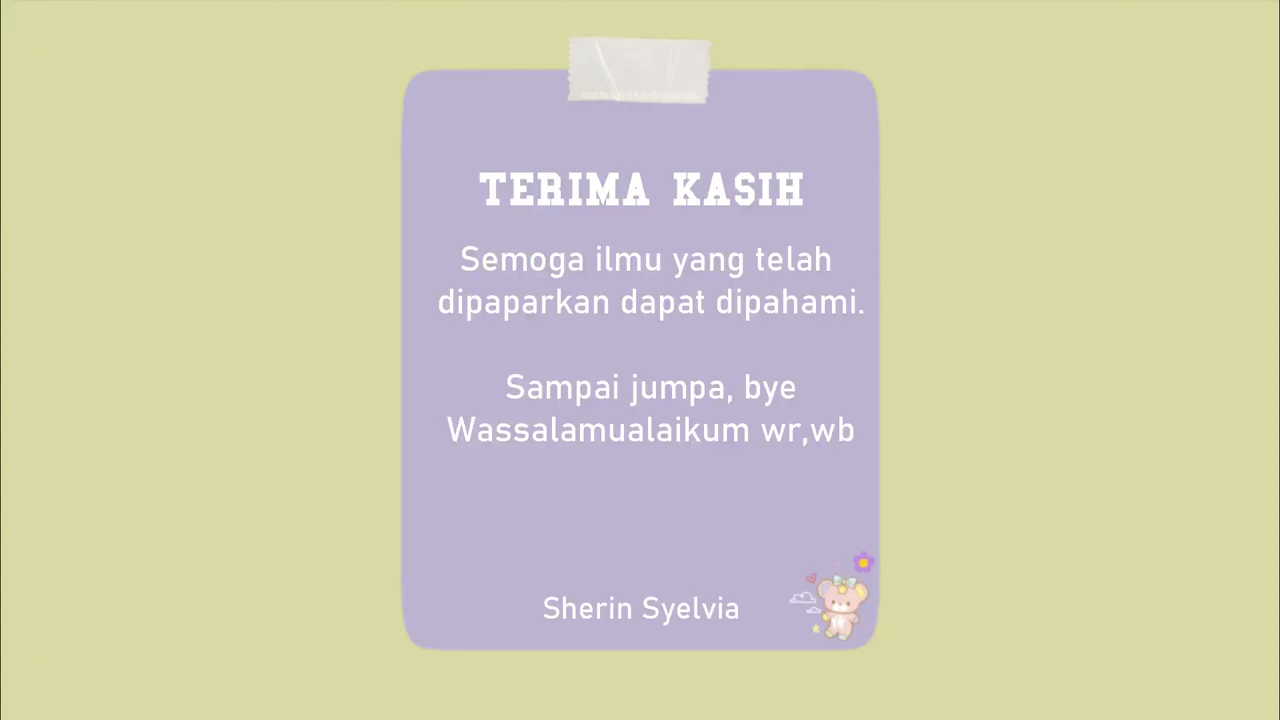 TERIMA KASIH
Semoga ilmu yang telah
dipaparkan dapat dipahami.
Sampai jumpa, bye
Wassalamualaikum wr,wb
Sherin Syelvia